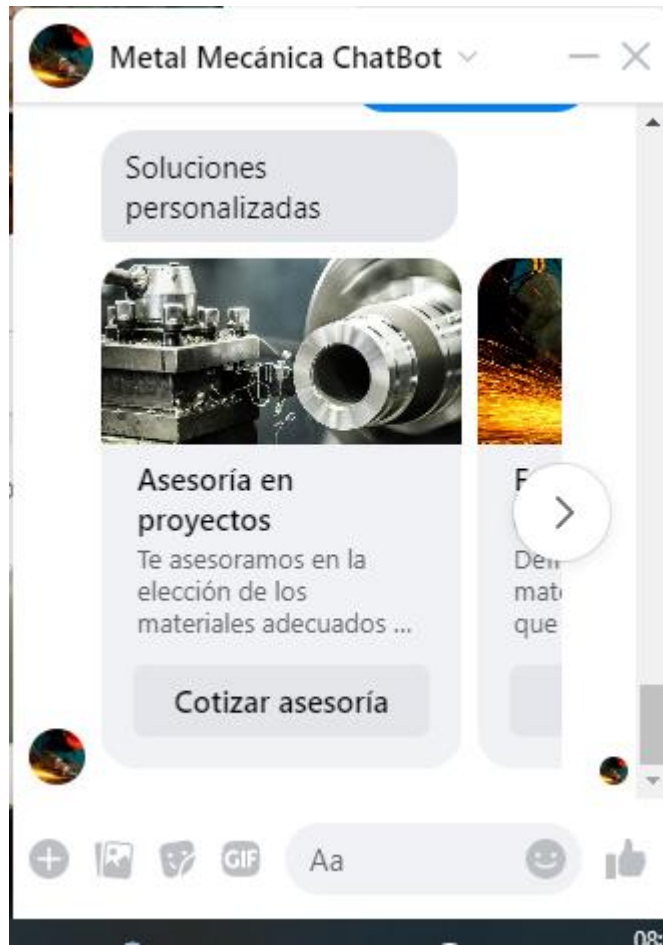 Metal Mecánica ChatBot
Soluciones
personalizadas
Asesoría en
proyectos
Te asesoramos en la
elección de los
materiales adecuados ...
Cotizar asesoría
que
GIF
Aa